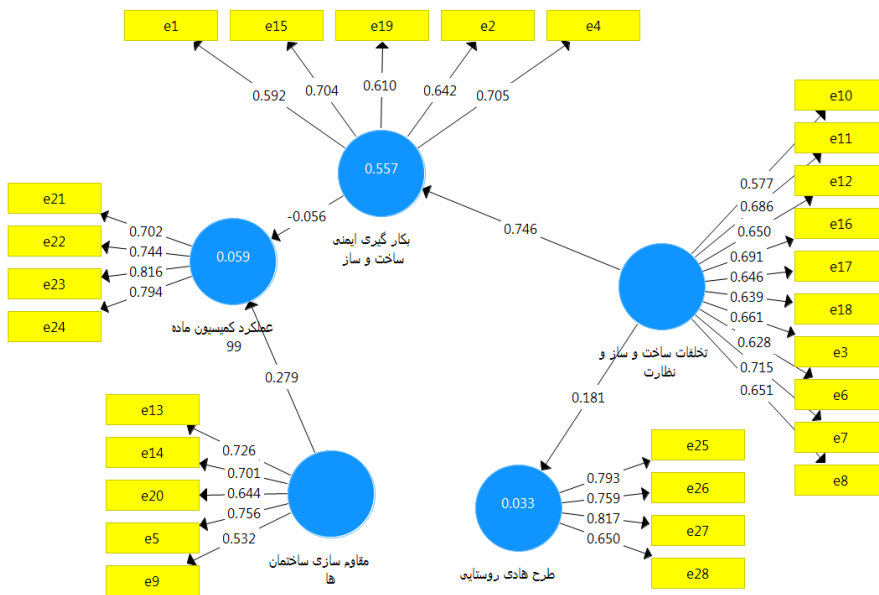 e1
e15
e19
e2
e4
0.592
0.704
0.610
0.642
0.705
0.557
بکار گیری ایمنی
ساخت و ساز
e21
e22
e23
e24
0.702
0.744
0.816
0.794
0.059
-0.056
عملکرد کمیسیون ماده
99
0.746
0.279
e10
e11
e12
e16
e17
e18
e3
e6
e7
e8
0.577
0.686
0.650
0.691
0.646
0.639
0.661
0.628
0.715
0.651
تخلفات ساخت و ساز و
نظارت
0.181
e13
e14
e20
e5
e9
0.726
0.701
0.644
0.756
0.532
مقاوم سازی ساختمان
ها
0.033
طرح هادی روستایی
0.793
0.759
0.817
0.650
e25
e26
e27
e28